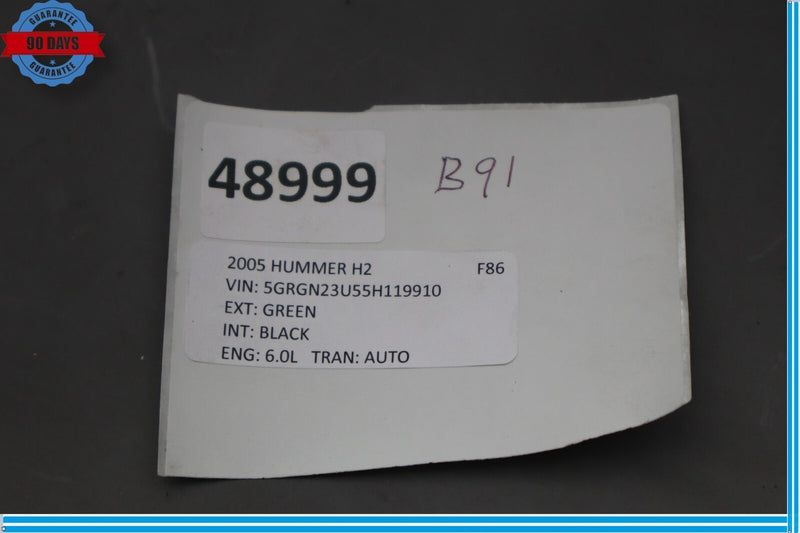 GUARANTEE
90 DAYS
GUARANTEE
48999
B91
2005 HUMMER H2 F86
VIN: 5GRGN23U55H119910
EXT: GREEN
INT: BLACK
ENG: 6.0L TRAN: AUTO